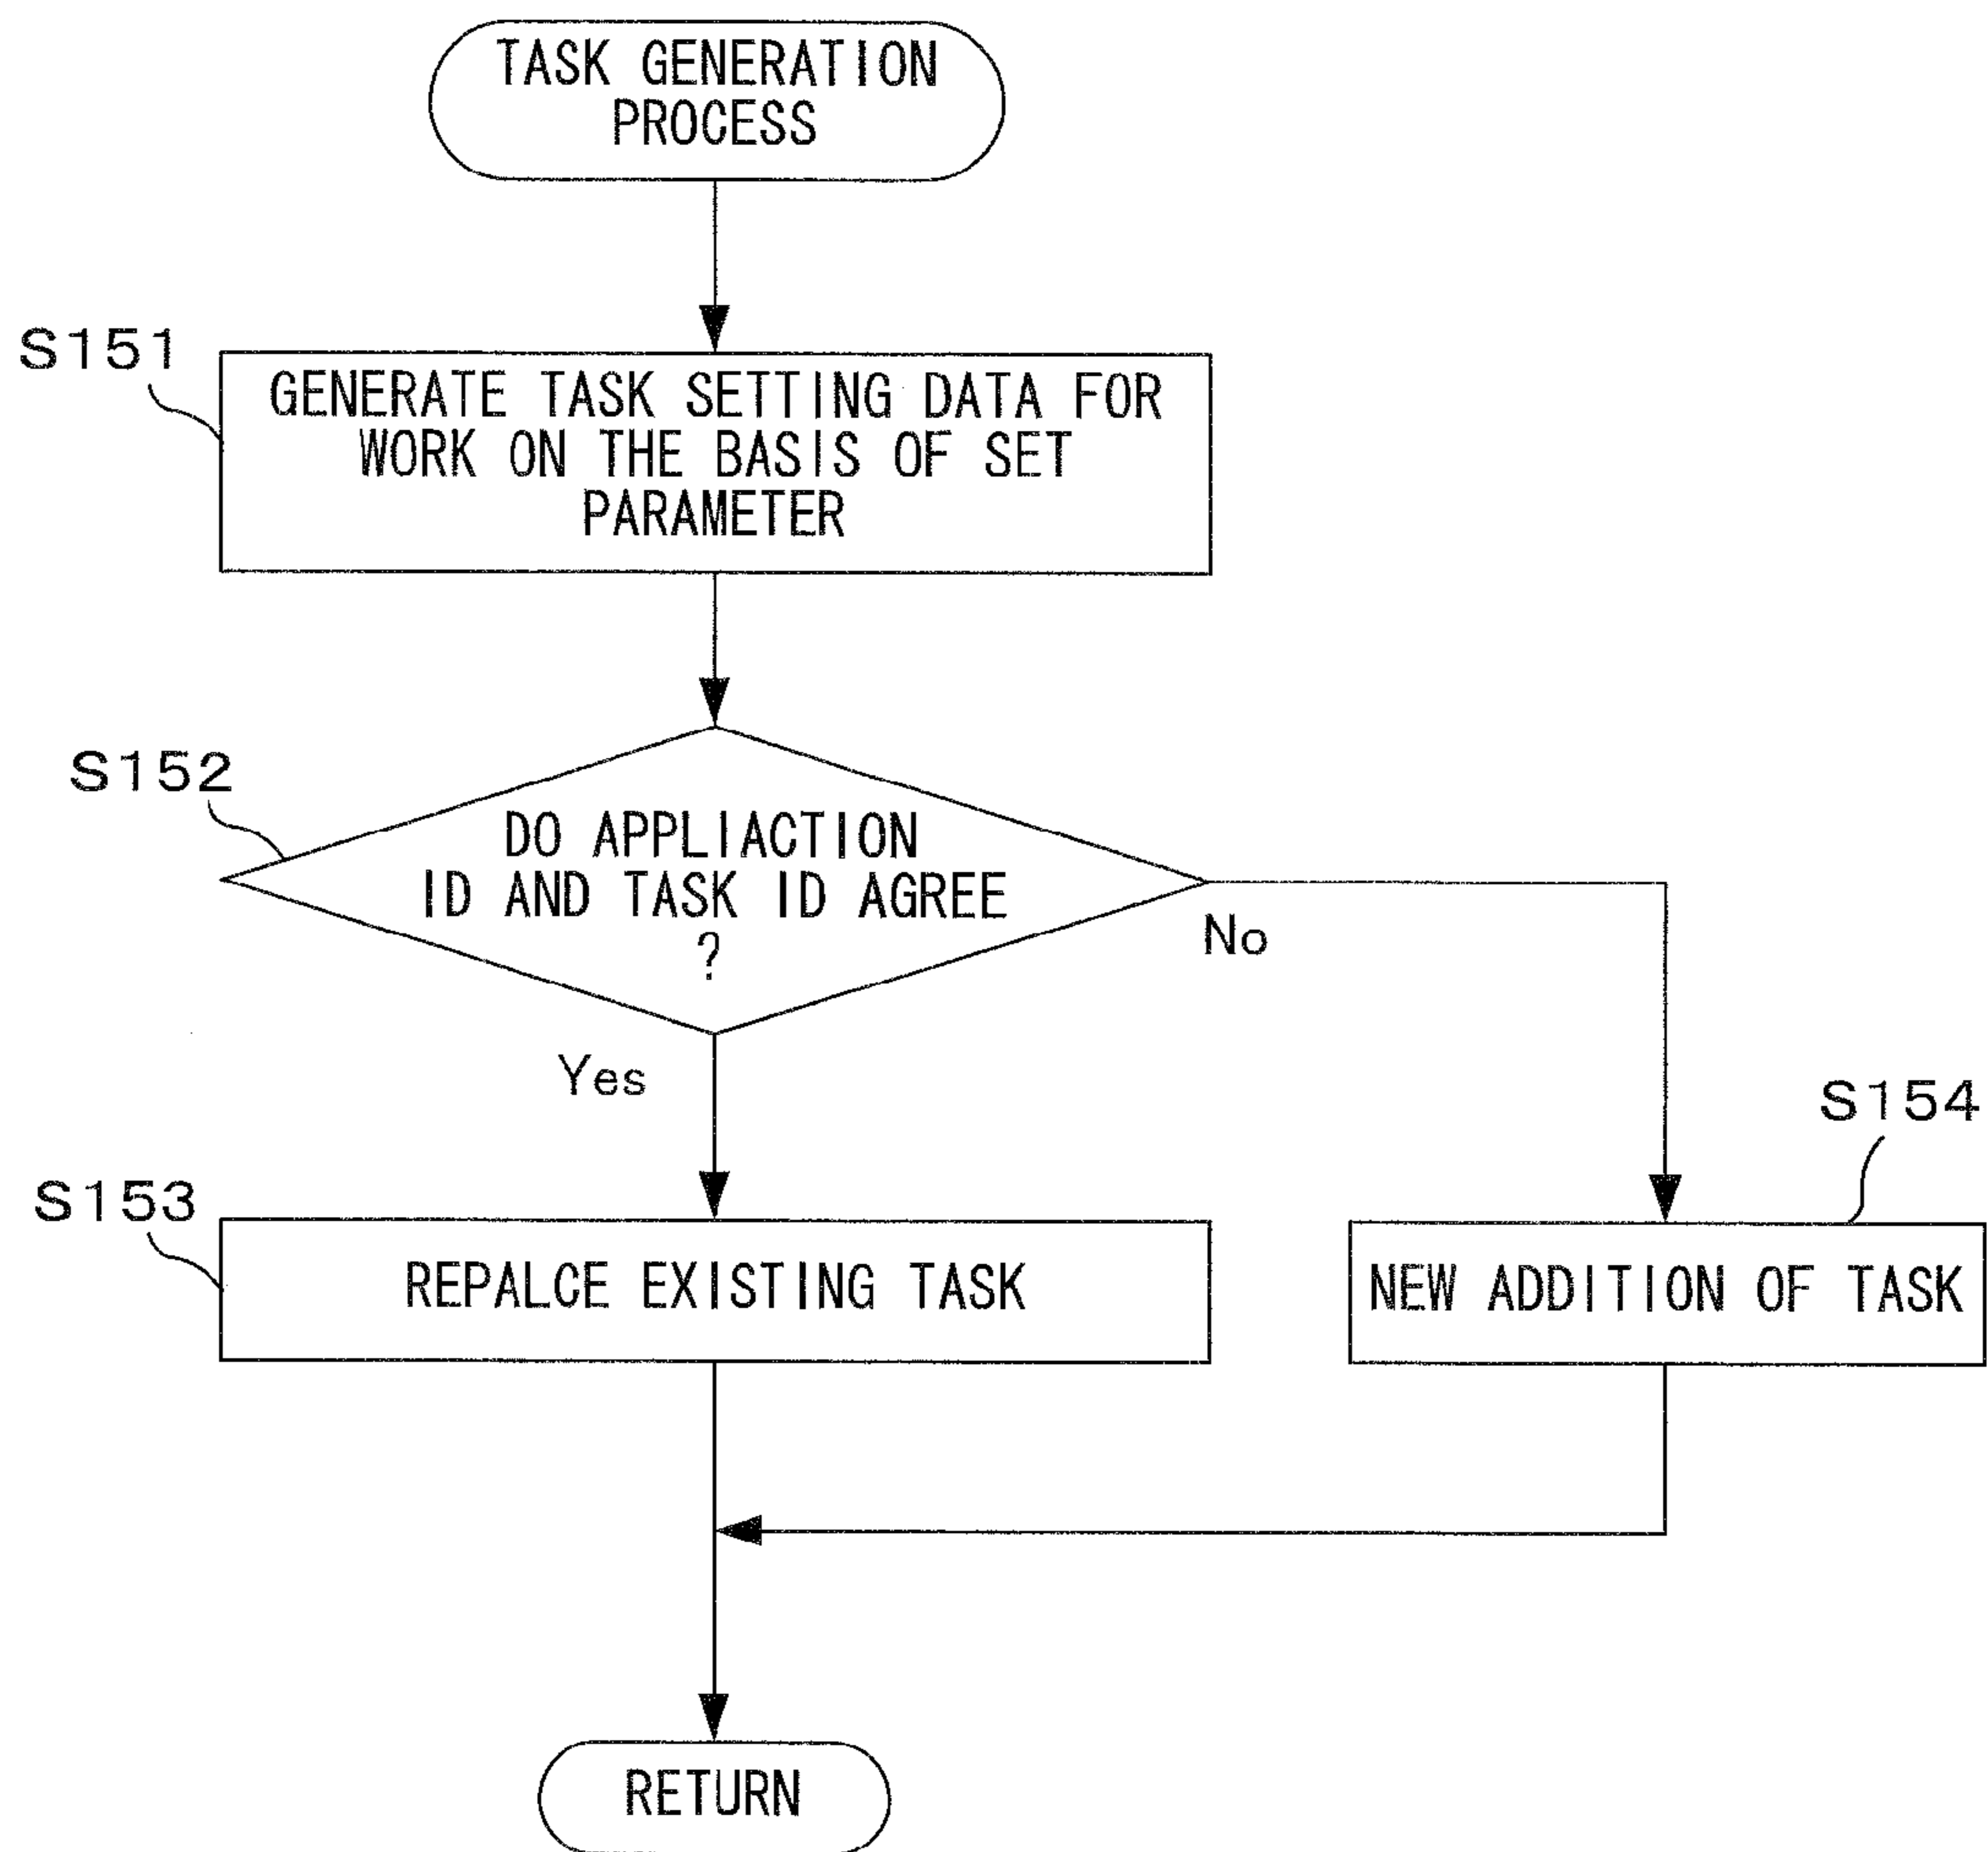 TASK GENERATION
PROCESS
S151
GENERATE TASK SETTING DATA FOR
WORK ON THE BASIS OF SET
PARAMETER
S152
DO APPLIACTION
ID AND TASK ID AGREE
?
No
Yes
S154
S153
REPALCE EXISTING TASK
NEW ADDITION OF TASK
RETURN